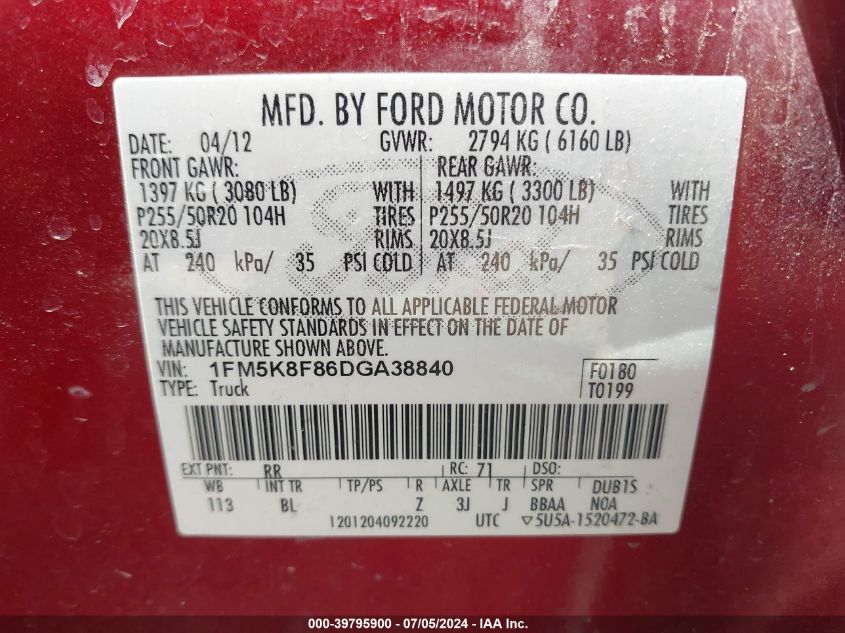 MFD. BY FORD MOTOR CO.
DATE: 04/12 GVWR: 2794 KG ( 6160 LB)
FRONT GAWR: REAR GAWR:
1397 KG ( 3080 LB) WITH 1497 KG ( 3300 LB) WITH
P255/50R20 104H TIRES P255/50R20 104H TIRES
20X8.5J RIMS 20X8.5J RIMS
AT 240 kPa/ 35 PSI COLD AT 240 kPa/ 35 PSI COLD
THIS VEHICLE CONFORMS TO ALL APPLICABLE FEDERAL MOTOR
VEHICLE SAFETY STANDARDS IN EFFECT ON THE DATE OF
MANUFACTURE SHOWN ABOVE.
VIN: 1FM5K8F86DGA38840 F0180
TYPE: Truck T0199
EXT PNT: RR RC: 71 DSO:
WB INT TR TP/PS R AXLE TR SPR DUB1S
113 BL Z 3J J BBAA NOA
1201204092220 UTC ▽5U5A-1520472-BA
000-39795900 - 07/05/2024 - IAA Inc.